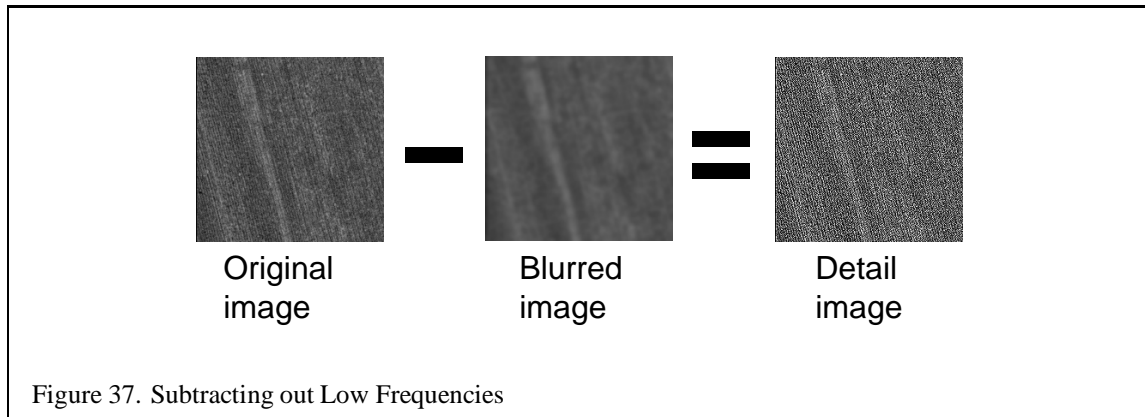 Original
image
Blurred
image
Detail
image
Figure 37. Subtracting out Low Frequencies